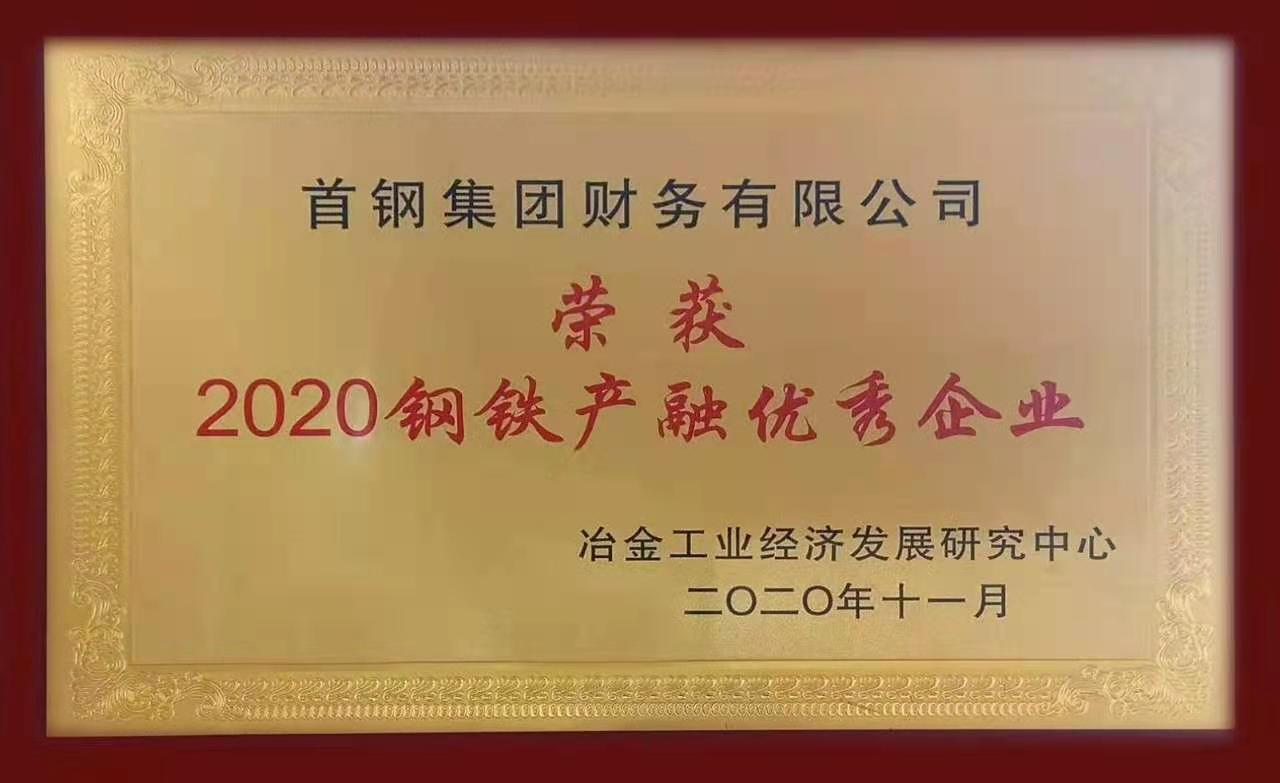 首钢集团财务有限公司
荣获
2020钢铁产融优秀企业
冶金工业经济发展研究中心
二〇二〇年十一月